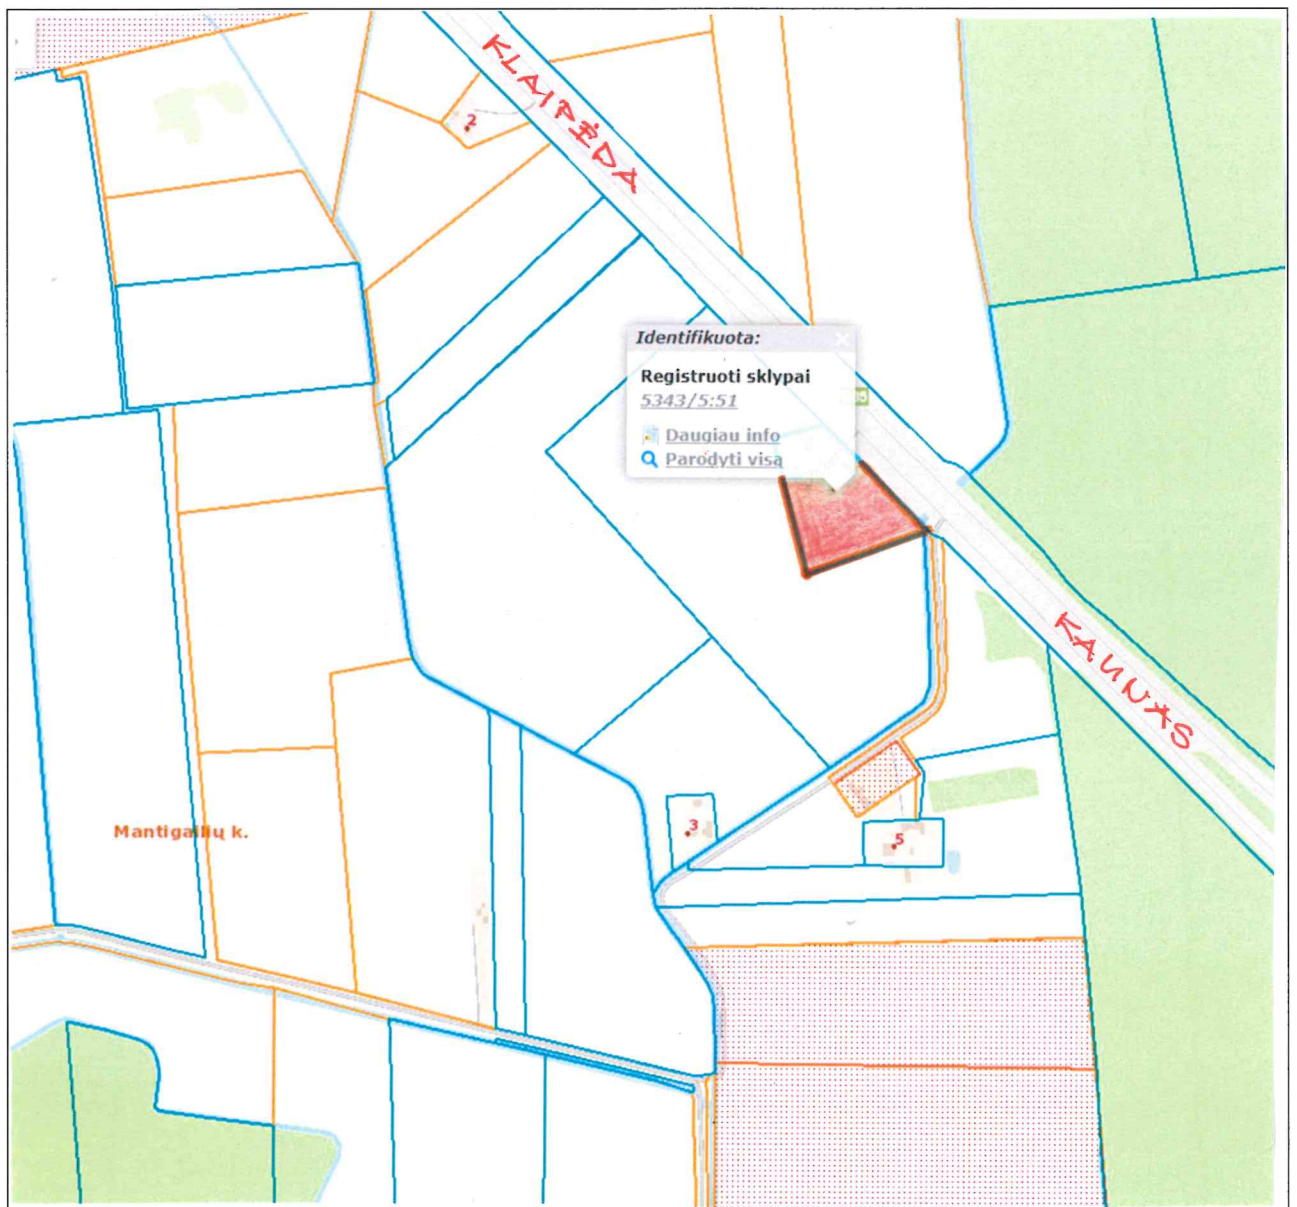 KLAIPĖDA
2
Identifikuota:
Registruoti sklypai
5343/5:51
Daugiau info
Parodyti visą
KAUNAS
3
5
Mantigailių k.